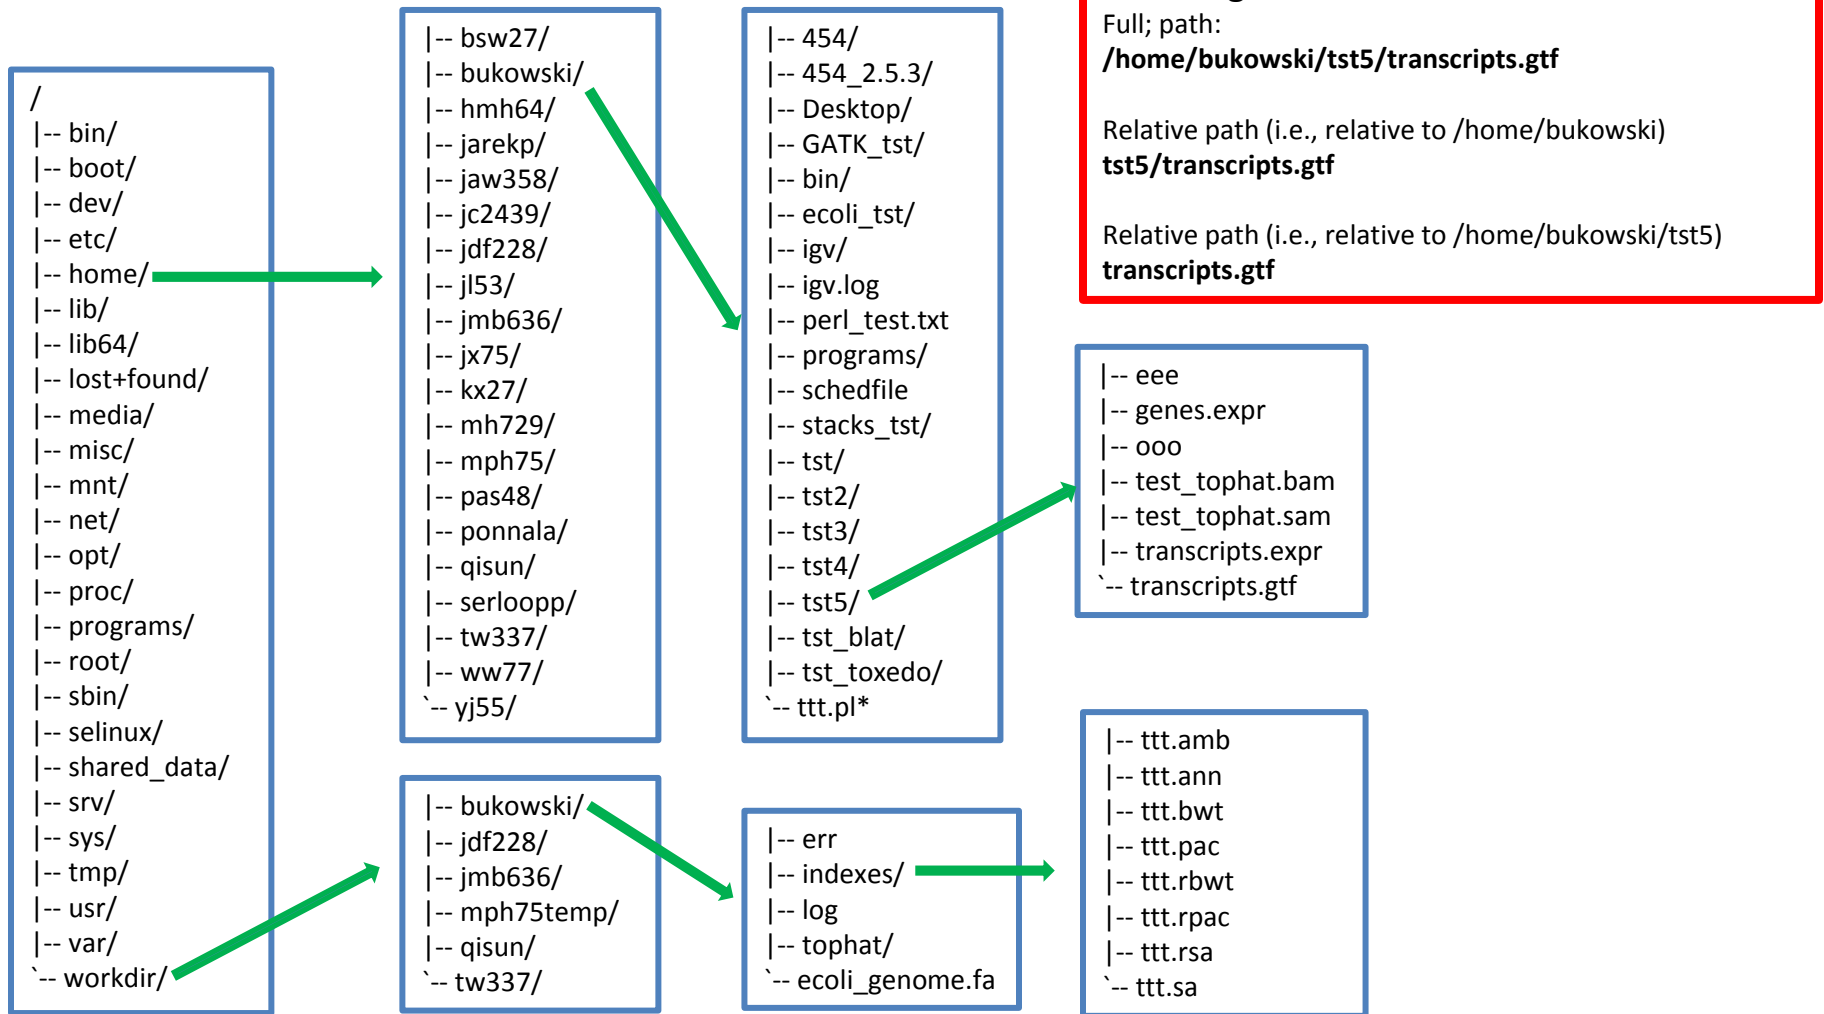 /
|-- bin/
|-- boot/
|-- dev/
|-- etc/
|-- home/
|-- lib/
|-- lib64/
|-- lost+found/
|-- media/
|-- misc/
|-- mnt/
|-- net/
|-- opt/
|-- proc/
|-- programs/
|-- root/
|-- sbin/
|-- selinux/
|-- shared_data/
|-- srv/
|-- sys/
|-- tmp/
|-- usr/
|-- var/
`-- workdir/
|-- bsw27/
|-- bukowski/
|-- hmh64/
|-- jarekp/
|-- jaw358/
|-- jc2439/
|-- jdf228/
|-- jl53/
|-- jmb636/
|-- jx75/
|-- kx27/
|-- mh729/
|-- mph75/
|-- pas48/
|-- ponnala/
|-- qisun/
|-- serloopp/
|-- tw337/
|-- ww77/
`-- yj55/
|-- bukowski/
|-- jdf228/
|-- jmb636/
|-- mph75temp/
|-- qisun/
`-- tw337/
|-- 454/
|-- 454_2.5.3/
|-- Desktop/
|-- GATK_tst/
|-- bin/
|-- ecoli_tst/
|-- igv/
|-- igv.log
|-- perl_test.txt
|-- programs/
|-- schedfile
|-- stacks_tst/
|-- tst/
|-- tst2/
|-- tst3/
|-- tst4/
|-- tst5/
|-- tst_blat/
|-- tst_toxedo/
`-- ttt.pl*
|-- err
|-- indexes/
|-- log
|-- tophat/
`-- ecoli_genome.fa
Full; path:
/home/bukowski/tst5/transcripts.gtf
Relative path (i.e., relative to /home/bukowski)
tst5/transcripts.gtf
Relative path (i.e., relative to /home/bukowski/tst5)
transcripts.gtf
|-- eee
|-- genes.expr
|-- ooo
|-- test_tophat.bam
|-- test_tophat.sam
|-- transcripts.expr
`-- transcripts.gtf
|-- ttt.amb
|-- ttt.ann
|-- ttt.bwt
|-- ttt.pac
|-- ttt.rbwt
|-- ttt.rpac
|-- ttt.rsa
`-- ttt.sa